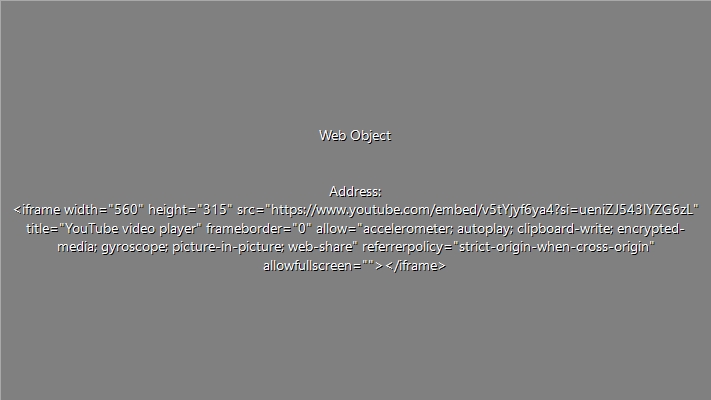 Web Object
Address:
<iframe width="560" height="315" src="https://www.youtube.com/embed/v5tYjyf6ya4?si=ueniZJ543lYZG6zL"
title="YouTube video player" frameborder="0" allow="accelerometer; autoplay; clipboard-write; encrypted-
media; gyroscope; picture-in-picture; web-share" referrerpolicy="strict-origin-when-cross-origin"
allowfullscreen=""></iframe>